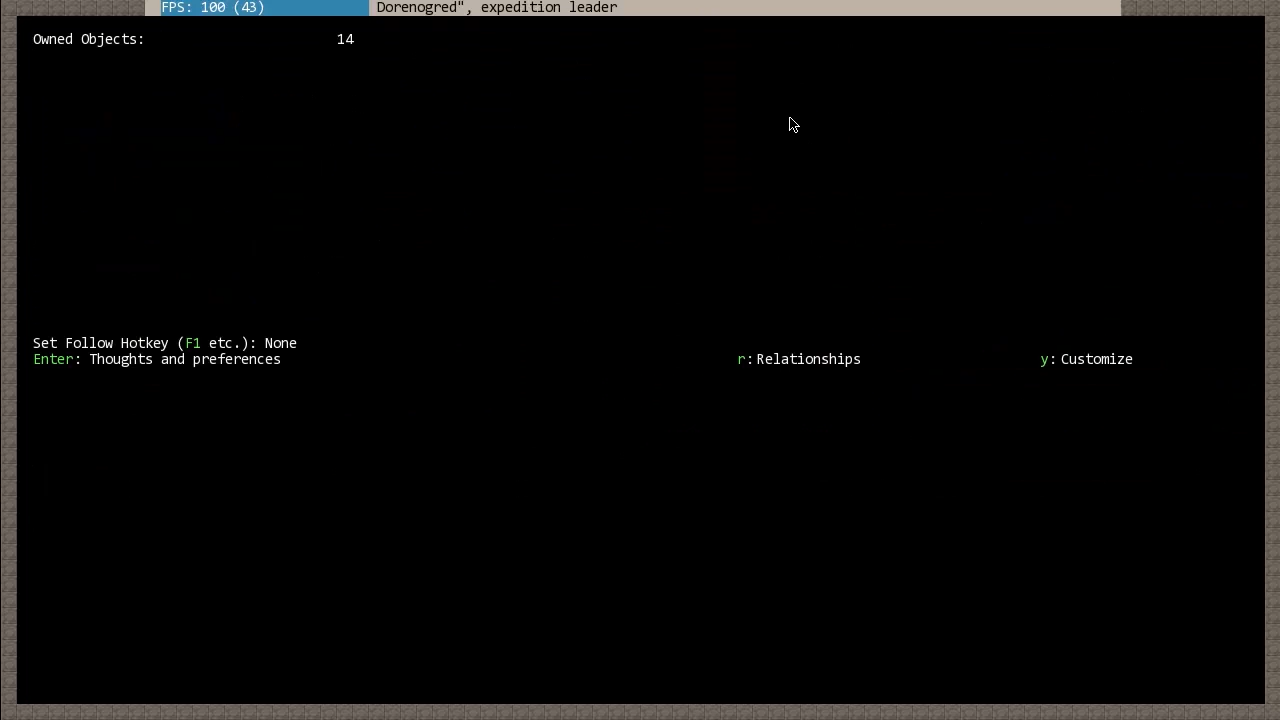 FPS: 100 (43) Dorenogred", expedition leader
Owned Objects: 14
Set Follow Hotkey (F1 etc.): None
Enter: Thoughts and preferences r: Relationships y: Customize